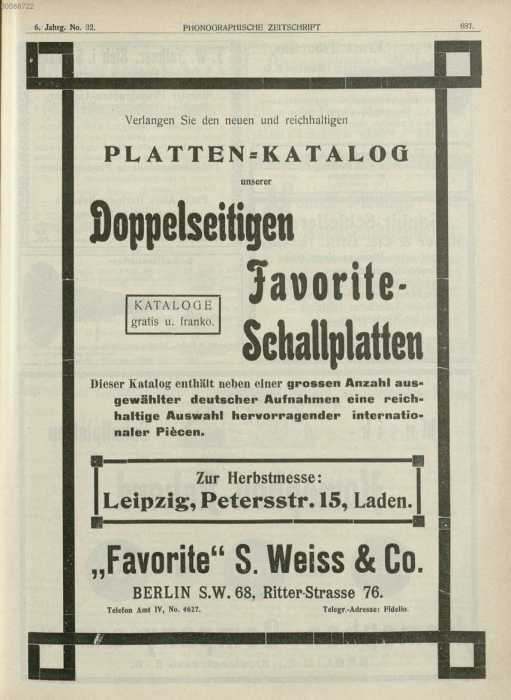 30088722
6. Jahrg. No. 32.
PHONOGRAPHISCHE ZEITSCHRIFT
687.
Verlangen Sie den neuen und reichhaltigen
PLATTEN=KATALOG
unserer
Doppelseitigen
Favorite-
Schallplatten
KATALOGE
gratis u. franko.
Dieser Katalog enthält neben einer grossen Anzahl aus-
gewählter deutscher Aufnahmen eine reich-
haltige Auswahl hervorragender internatio-
naler Piècen.
Zur Herbstmesse:
Leipzig, Petersstr. 15, Laden.
„Favorite“ S. Weiss & Co.
BERLIN S.W. 68, Ritter-Strasse 76.
Telefon Amt IV, No. 4627.
Telegr.-Adresse: Fidelio.